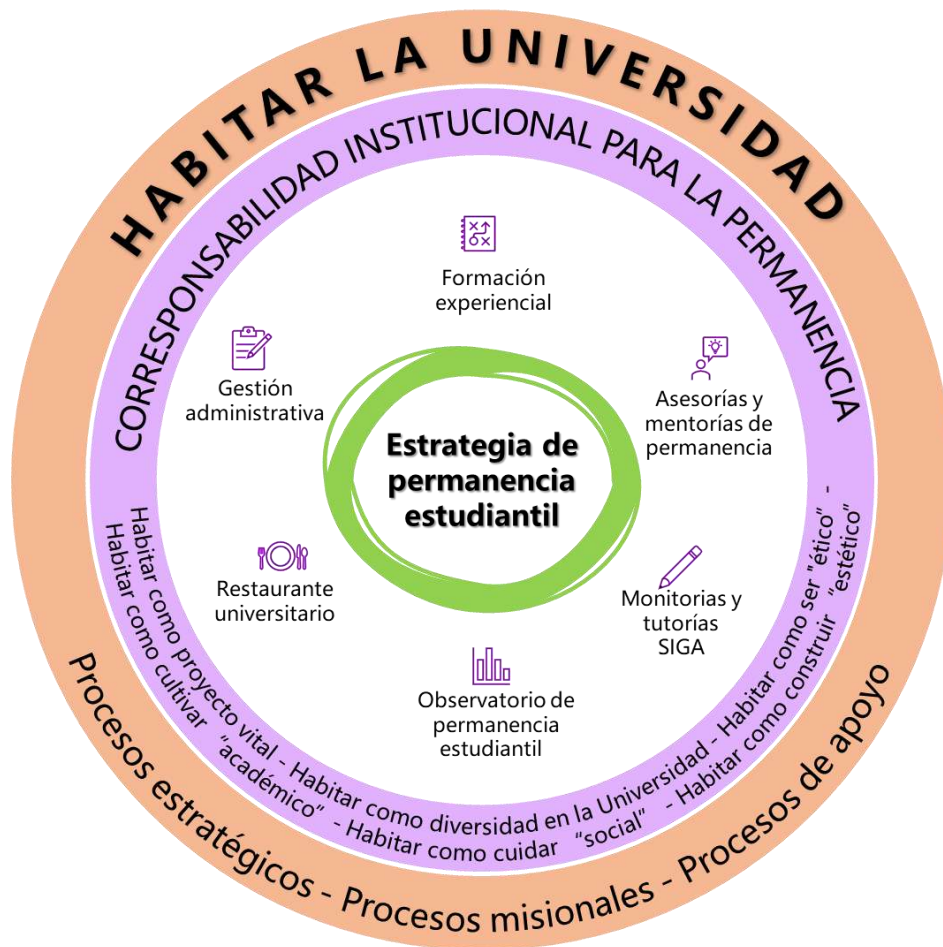 HABITAR LA UNIVERSIDAD
CORRESPONSABILIDAD INSTITUCIONAL PARA LA PERMANENCIA
Formación
experiencial
Gestión
administrativa
Asesorías y
mentorías de
permanencia
Estrategia de
permanencia
estudiantil
Restaurante
universitario
Monitorias y
tutorías
SIGA
Observatorio de
permanencia
estudiantil
Habitar como proyecto vital - Habitar como diversidad en la Universidad - Habitar como ser "ético" -
Habitar como cultivar “académico” - Habitar como cuidar “social” - Habitar como construir “estético”
Procesos estratégicos - Procesos misionales - Procesos de apoyo